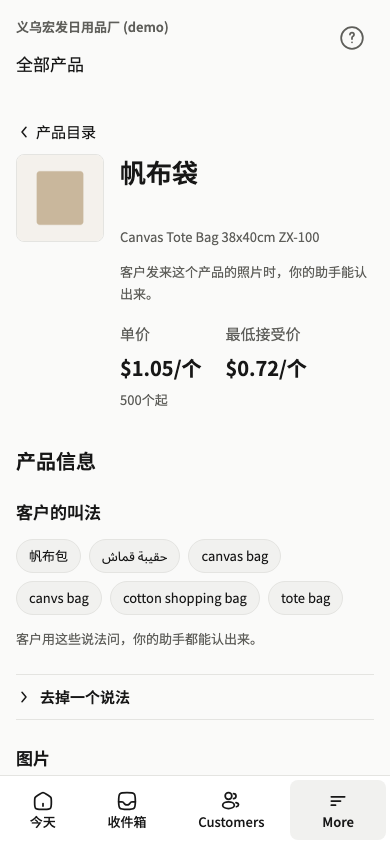 义乌宏发日用品厂 (demo)
全部产品
产品目录
帆布袋
Canvas Tote Bag 38x40cm ZX-100
客户发来这个产品的照片时，你的助手能认
出来。
单价
最低接受价
$1.05/个
$0.72/个
500个起
产品信息
客户的叫法
帆布包
حقيبة قماش
canvas bag
canvs bag
cotton shopping bag
tote bag
客户用这些说法问，你的助手都能认出来。
去掉一个说法
图片
今天
收件箱
Customers
More